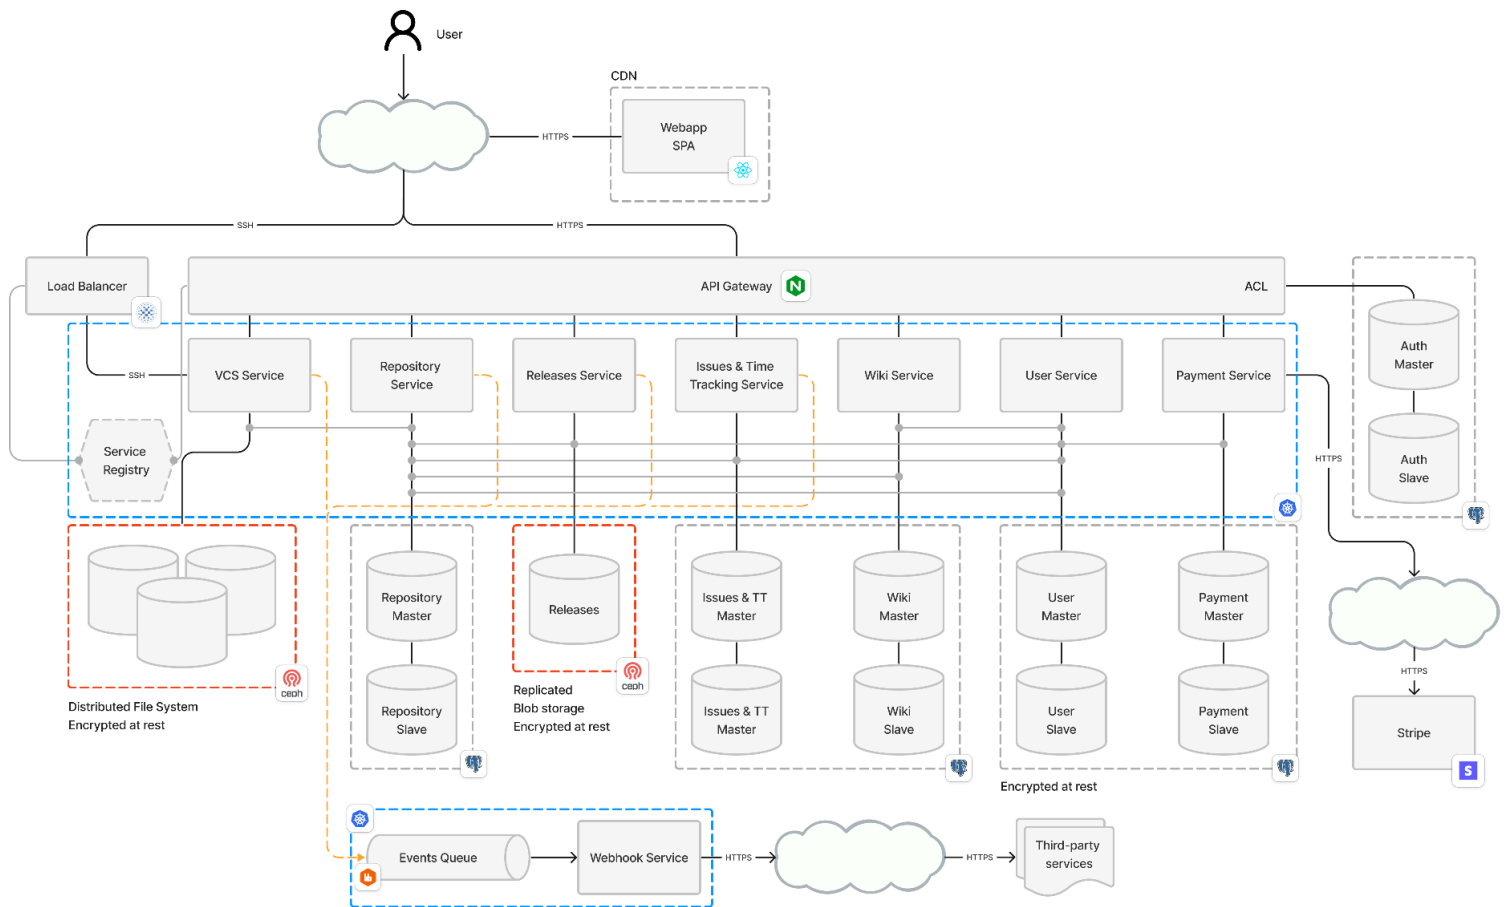 User
CDN
Webapp
SPA
HTTPS
SSH
HTTPS
Load Balancer
API Gateway
ACL
Auth
Master
VCS Service
Repository
Service
Releases Service
Issues & Time
Tracking Service
Wiki Service
User Service
Payment Service
SSH
Service
Registry
HTTPS
Auth
Slave
Repository
Master
Releases
Issues & TT
Master
Wiki
Master
User
Master
Payment
Master
ceph
ceph
HTTPS
Distributed File System
Encrypted at rest
Repository
Slave
Replicated
Blob storage
Encrypted at rest
Issues & TT
Master
Wiki
Slave
User
Slave
Payment
Slave
Stripe
S
Encrypted at rest
Events Queue
Webhook Service
HTTPS
HTTPS
Third-party
services